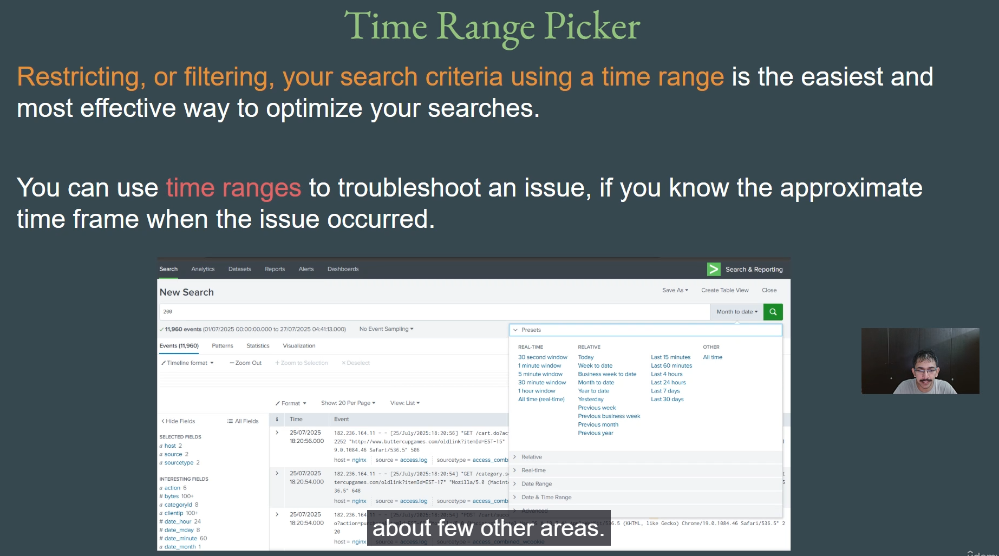 Time Range Picker
Restricting, or filtering, your search criteria using a time range is the easiest and
most effective way to optimize your searches.
You can use time ranges to troubleshoot an issue, if you know the approximate
time frame when the issue occurred.
Search Analytics Datasets Reports Alerts Dashboards Search & Reporting
New Search Save As Create Table View Close
200 Month to date
11,960 events (01/07/2025 00:00:00.000 to 27/07/2025 04:41:13.000) No Event Sampling
Presets
Events (11,960) Patterns Statistics Visualization
REAL-TIME RELATIVE OTHER
30 second window Today Last 15 minutes All time
Timeline format Zoom Out + Zoom to Selection × Deselect
1 minute window Week to date Last 60 minutes
5 minute window Business week to date Last 4 hours
30 minute window Month to date Last 24 hours
1 hour window Year to date Last 7 days
All time (real-time) Yesterday Last 30 days
Previous week
Previous business week
Previous month
Previous year
Format Show: 20 Per Page View: List
Hide Fields All Fields
i Time Event
SELECTED FIELDS
a host 2
a source 2
a sourcetype 2
INTERESTING FIELDS
a action 6
# bytes 100+
a categoryId 8
a clientip 100+
# date_hour 24
# date_mday 8
# date_minute 60
a date_month 1
25/07/2025
18:20:56.000
182.236.164.11 - - [25/July/2025:18:20:56] "GET /cart.do?ac
2252 "http://www.buttercupgames.com/oldlink?itemId=EST-15"
9.0.1084.46 Safari/536.5" 506
host = nginx source = access.log sourcetype = access_comb
25/07/2025
18:20:54.000
182.236.164.11 - - [25/July/2025:18:20:54] "GET /category.s
tercupgames.com/oldlink?itemId=EST-17" "Mozilla/5.0 (Macint
36.5" 648
host = nginx source = access.log sourcetype = access_comb
Relative
Real-time
Date Range
Date & Time Range
Advanced
25/07/2025
18:20:54.000
182.236.164.11 - - [25/July/2025:18:20:54] "POST /cart/succ
536.5 (KHTML, like Gecko) Chrome/19.0.1084.46 Safari/536.5" 2
20
host = nginx source = access.log sourcetype = access_combined_wcookie
about few other areas.